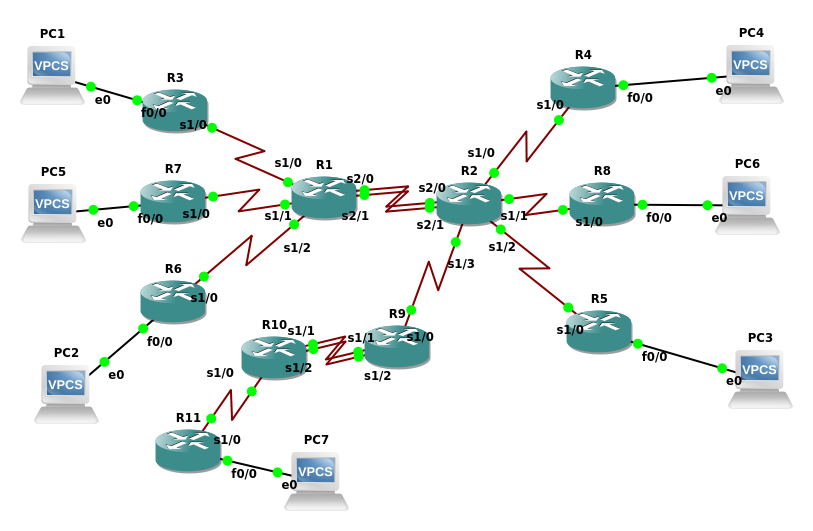 PC1
VPCS
e0
f0/0
R3
s1/0
PC5
VPCS
e0
f0/0
R7
s1/0
s1/0
R1
s2/0
s1/1
s2/1
s1/2
R6
s1/0
f0/0
PC2
VPCS
e0
R4
s1/0
f0/0
PC4
VPCS
e0
s1/0
R2
s2/0
s2/1
s1/1
s1/2
s1/3
R8
s1/0
f0/0
PC6
VPCS
e0
R5
s1/0
f0/0
PC3
VPCS
e0
R9
s1/0
s1/1
s1/2
R10
s1/1
s1/2
s1/0
R11
s1/0
f0/0
PC7
VPCS
e0